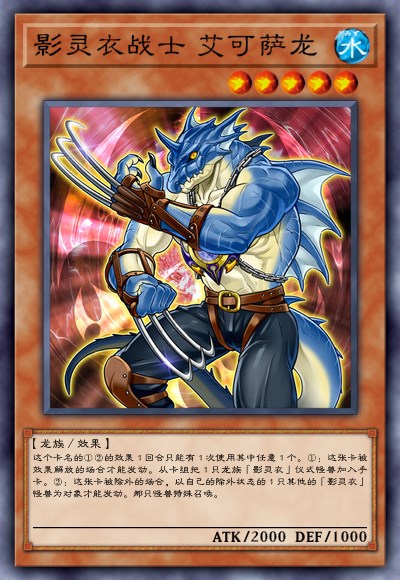 影灵衣战士 艾可萨龙
水
【龙族／效果】
这个卡名的①②的效果1回合只能有1次使用其中任意1个。①：这张卡被
效果解放的场合才能发动。从卡组把1只龙族「影灵衣」仪式怪兽加入手
卡。②：这张卡被除外的场合，以自己的除外状态的1只其他的「影灵衣」
怪兽为对象才能发动。那只怪兽特殊召唤。
ATK/2000 DEF/1000